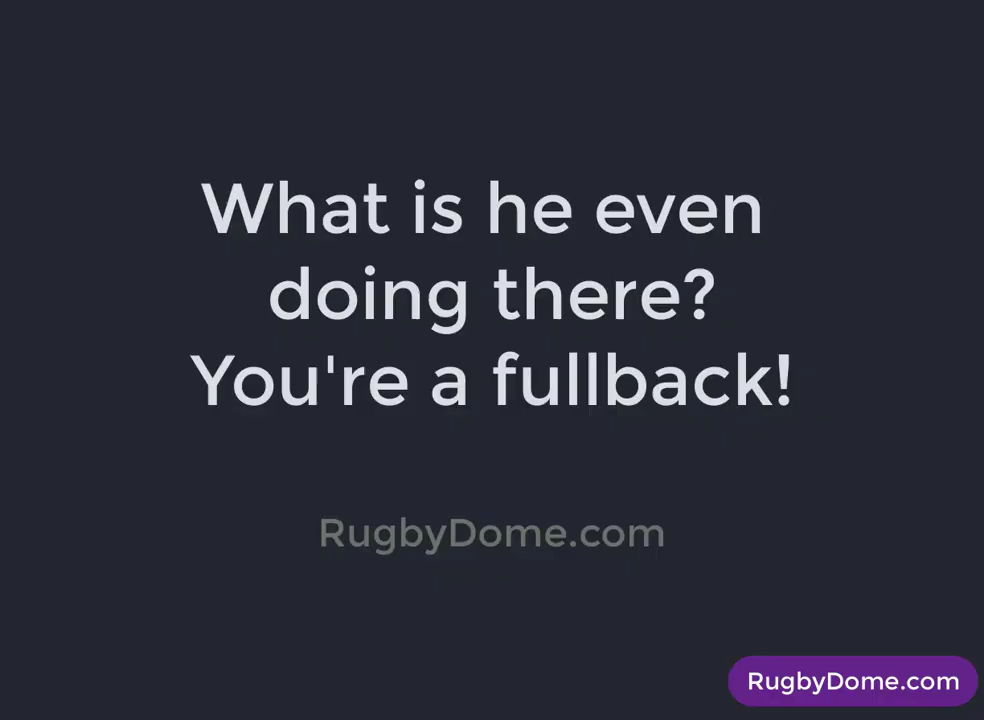 What is he even
doing there?
You're a fullback!
RugbyDome.com
RugbyDome.com